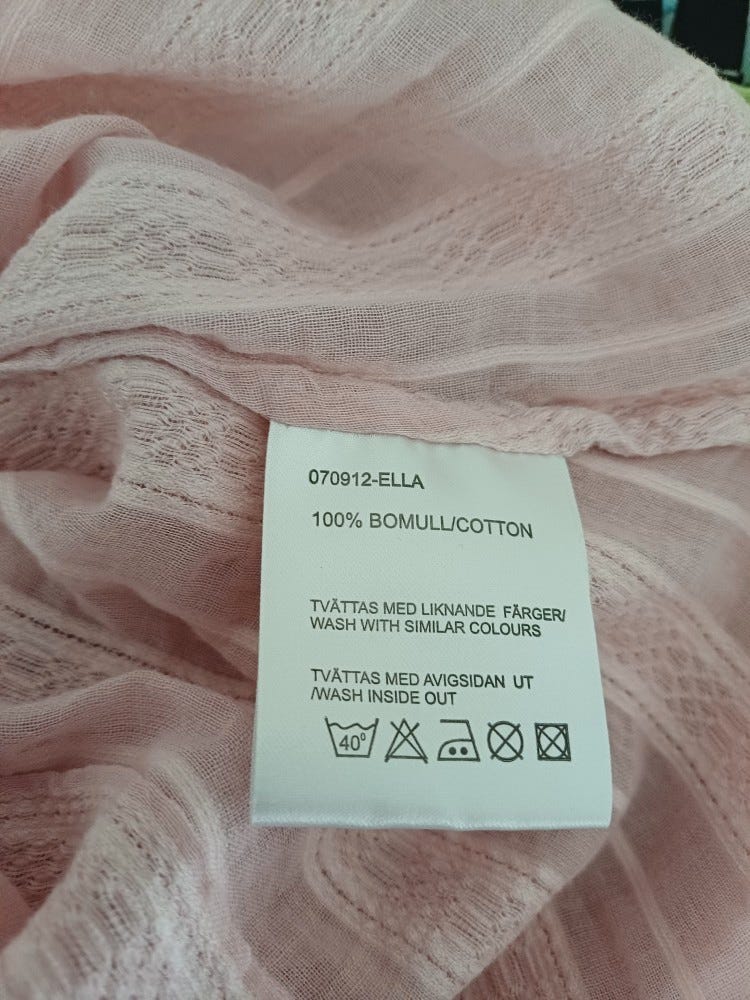 070912-ELLA
100% BOMULL/COTTON
TVÄTTAS MED LIKNANDE FÄRGER/
WASH WITH SIMILAR COLOURS
TVÄTTAS MED AVIGSIDAN UT
/WASH INSIDE OUT
40°